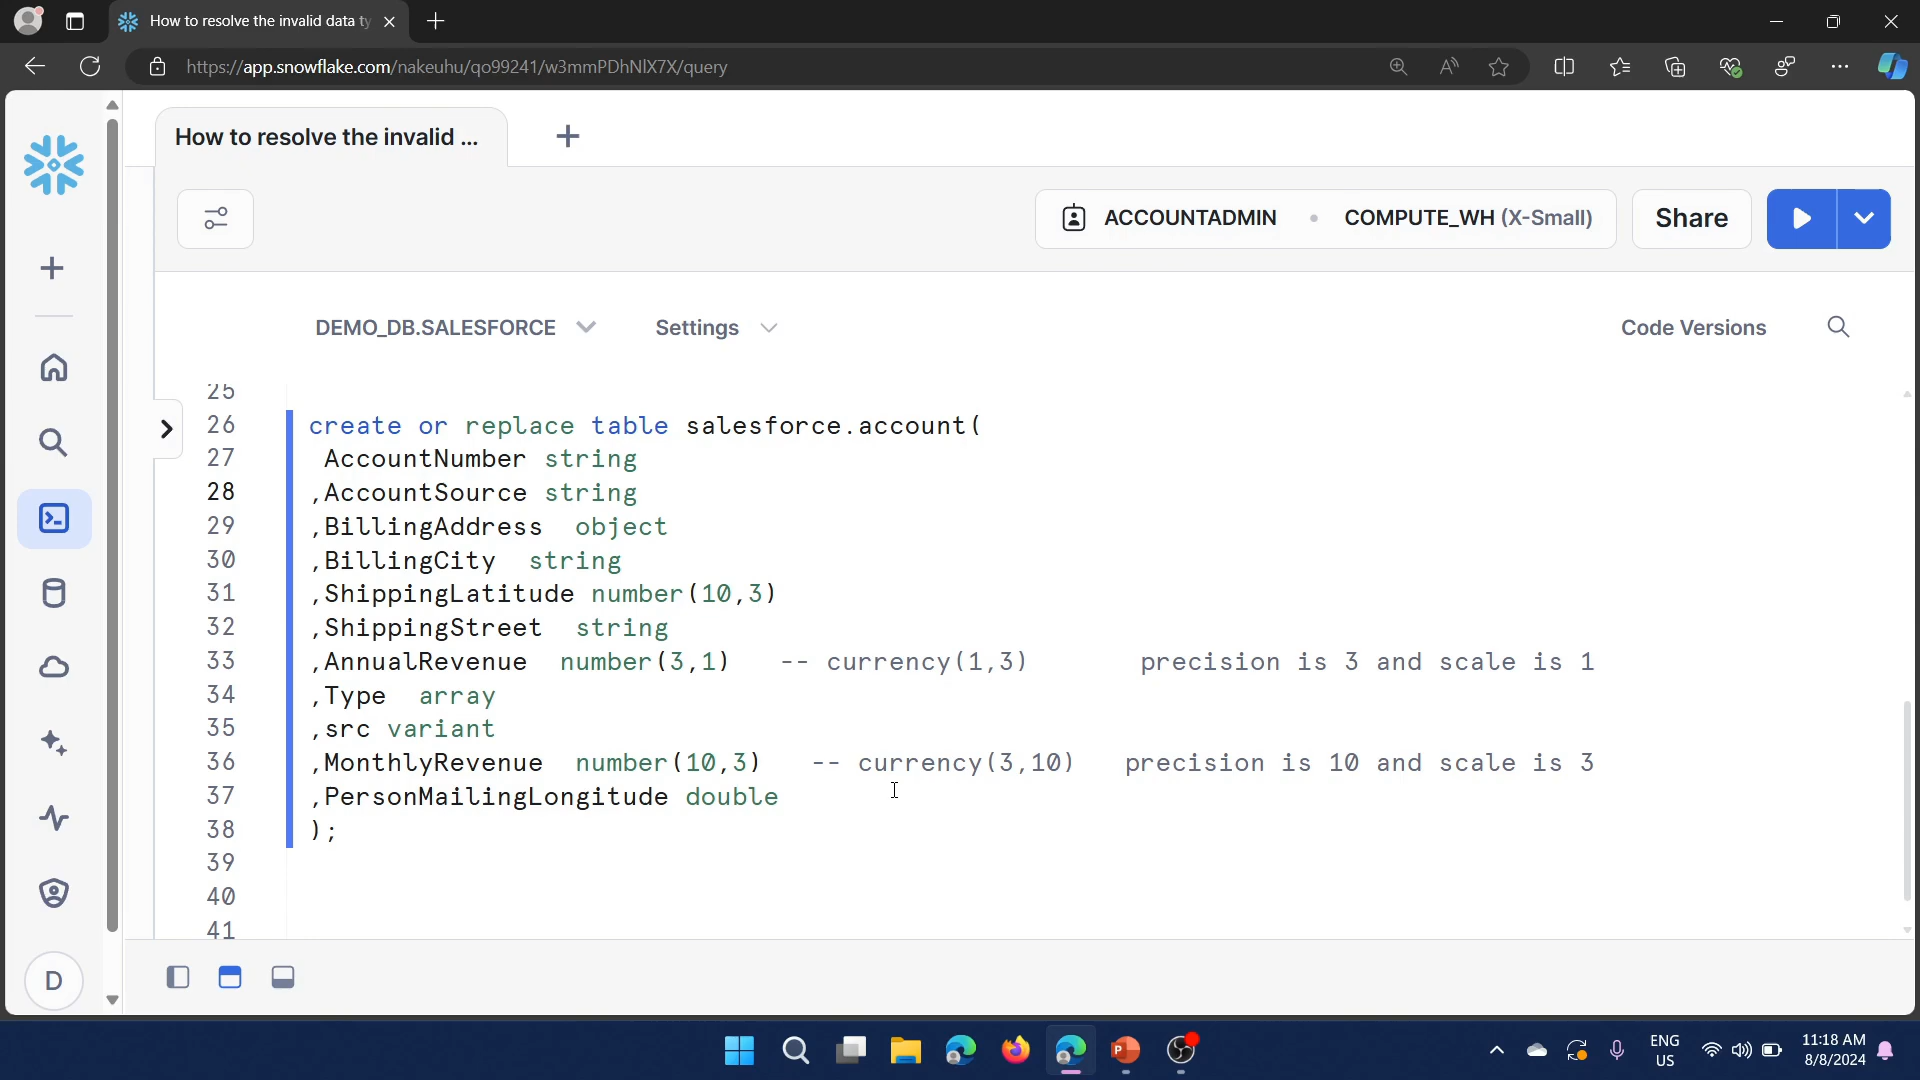 How to resolve the invalid data ty
https://app.snowflake.com/nakeuhu/qo99241/w3mmPDhNlX7X/query
How to resolve the invalid ...
ACCOUNTADMIN • COMPUTE_WH (X-Small)
Share
DEMO_DB.SALESFORCE
Settings
Code Versions
25
26 create or replace table salesforce.account(
27 AccountNumber string
28 ,AccountSource string
29 ,BillingAddress  object
30 ,BillingCity  string
31 ,ShippingLatitude number(10,3)
32 ,ShippingStreet  string
33 ,AnnualRevenue  number(3,1)   -- currency(1,3)       precision is 3 and scale is 1
34 ,Type  array
35 ,src variant
36 ,MonthlyRevenue  number(10,3)   -- currency(3,10)   precision is 10 and scale is 3
37 ,PersonMailingLongitude double
38 );
39
40
41
D
ENG
US
11:18 AM
8/8/2024